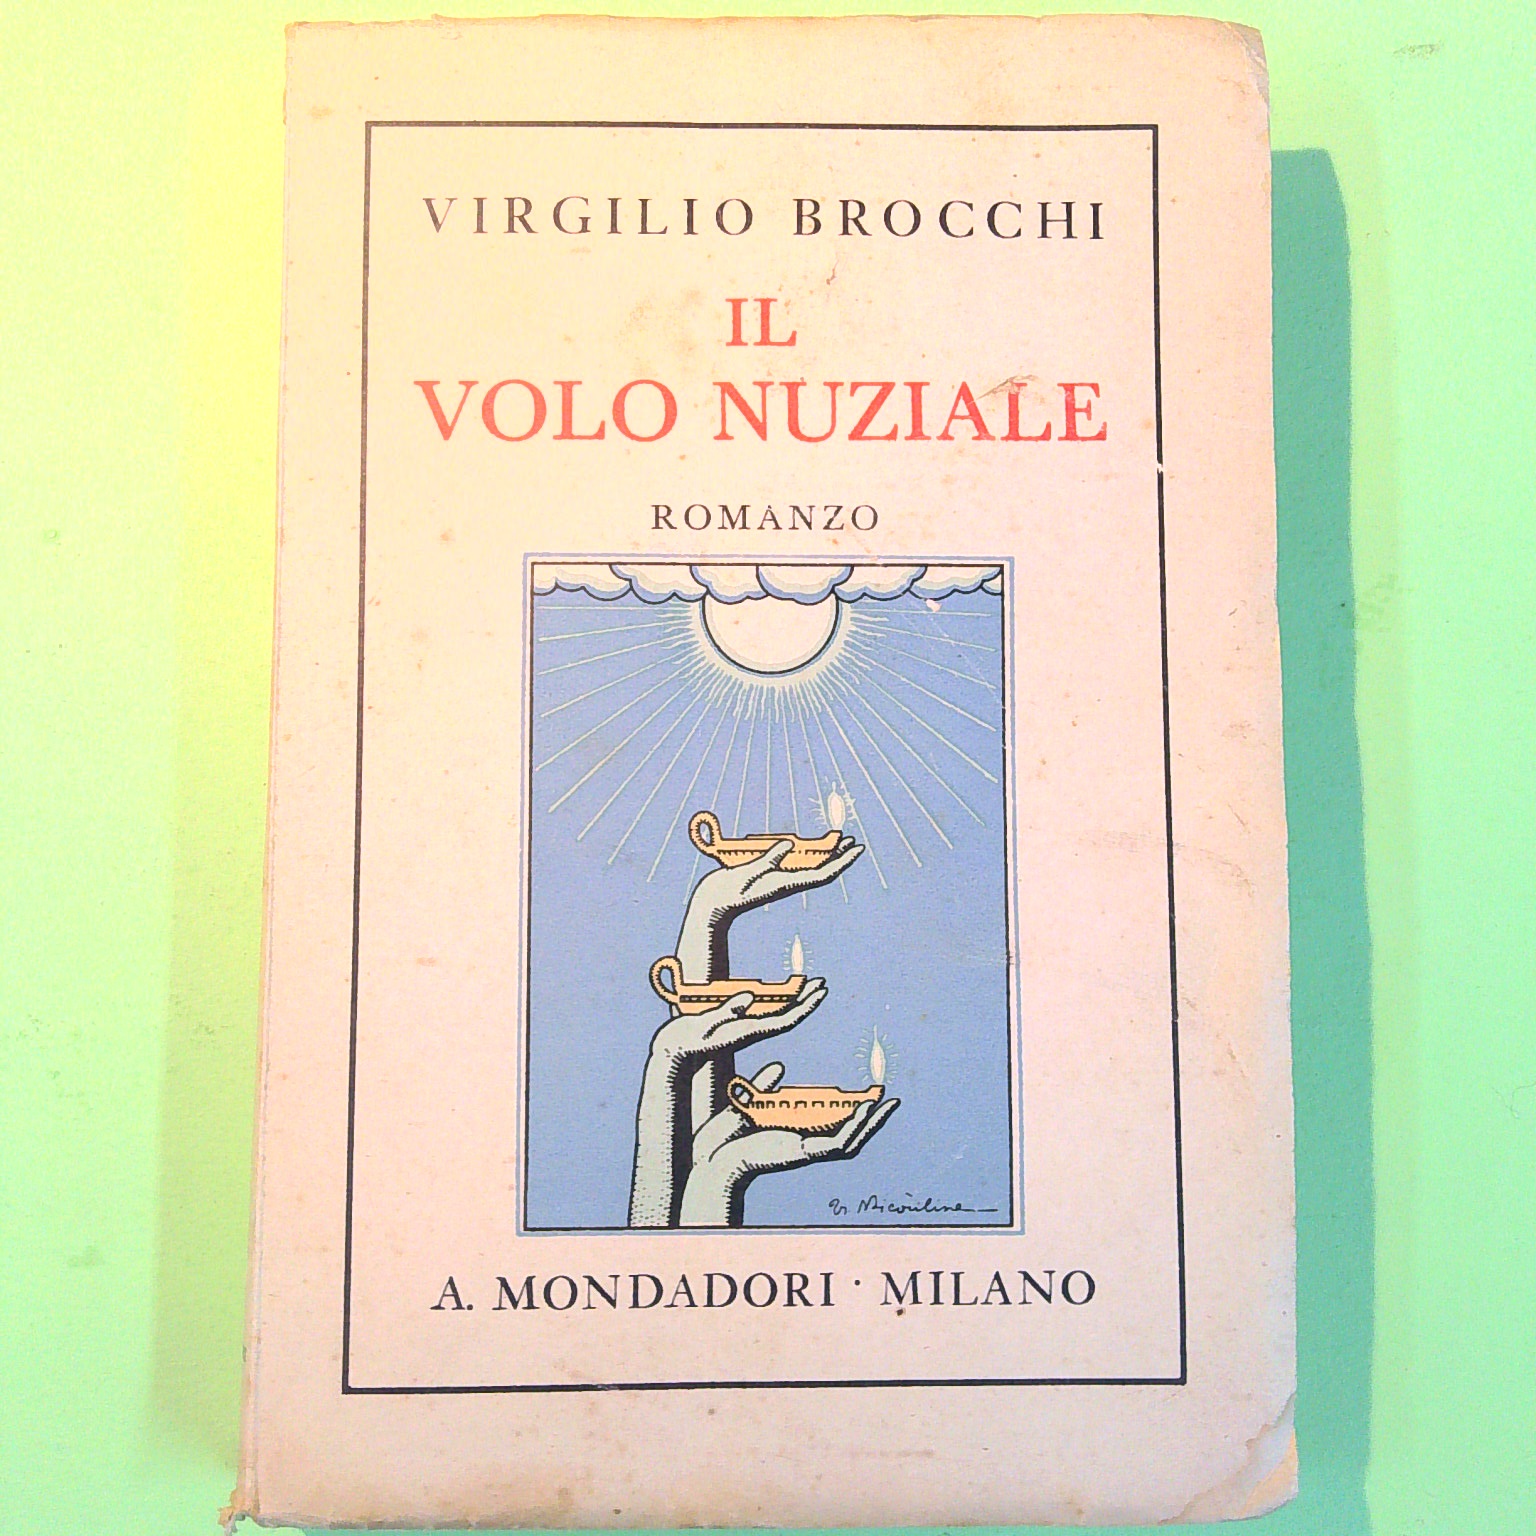 VIRGILIO BROCCHI
IL
VOLO NUZIALE
ROMANZO
A. MONDADORI · MILANO